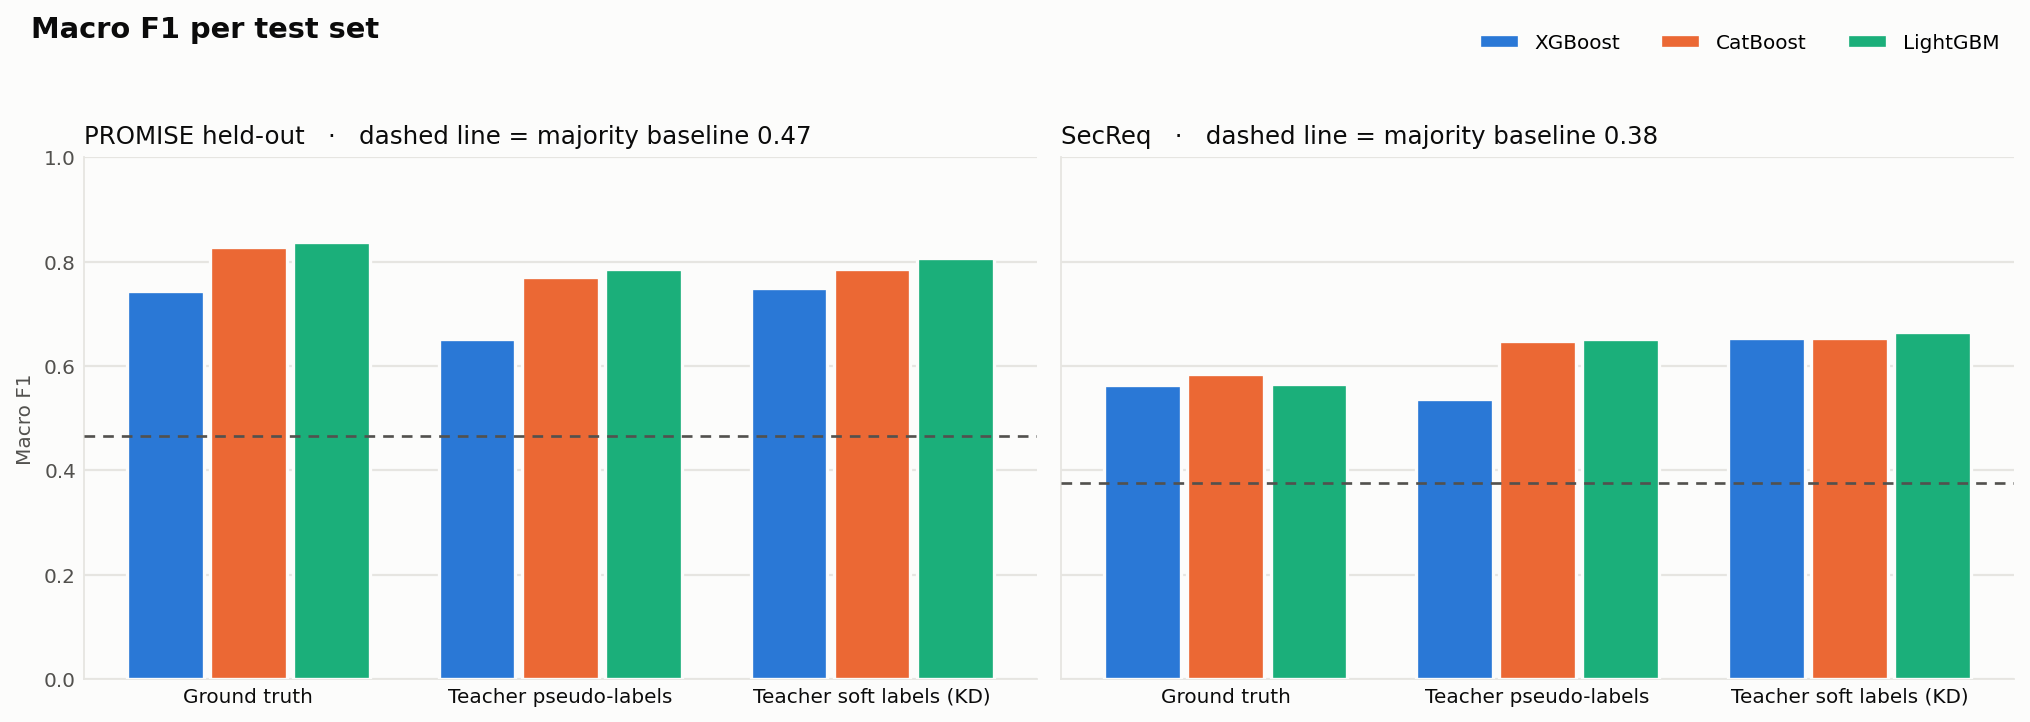 Macro F1 per test set
XGBoost CatBoost LightGBM
PROMISE held-out · dashed line = majority baseline 0.47
SecReq · dashed line = majority baseline 0.38
Macro F1
1.0
0.8
0.6
0.4
0.2
0.0
Ground truth Teacher pseudo-labels Teacher soft labels (KD)
Ground truth Teacher pseudo-labels Teacher soft labels (KD)